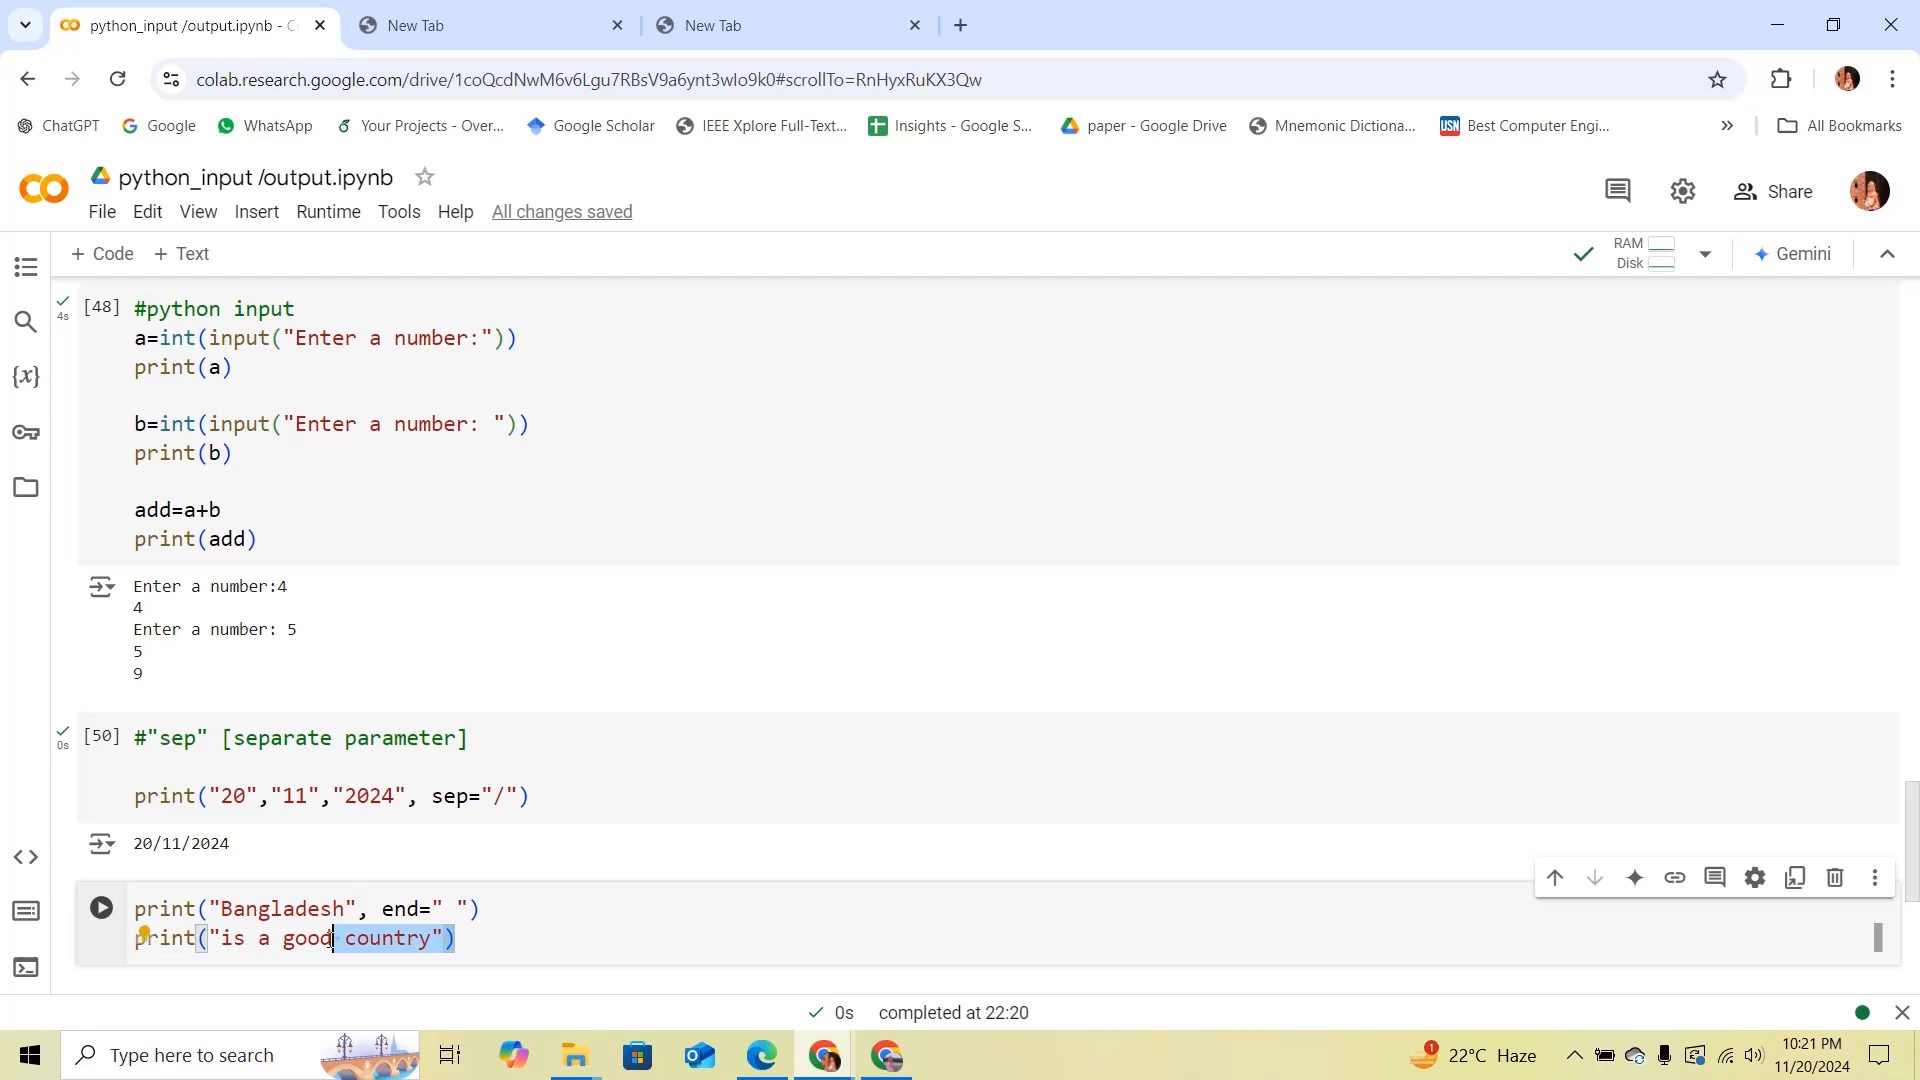 python_input /output.ipynb - C
New Tab
New Tab
colab.research.google.com/drive/1coQcdNwM6v6Lgu7RBsV9a6ynt3wIo9k0#scrollTo=RnHyxRuKX3Qw
ChatGPT
Google
WhatsApp
Your Projects - Over...
Google Scholar
IEEE Xplore Full-Text...
Insights - Google S...
paper - Google Drive
Mnemonic Dictiona...
USN
Best Computer Engi...
All Bookmarks
python_input /output.ipynb
Share
File Edit View Insert Runtime Tools Help All changes saved
+ Code + Text
RAM
Disk
Gemini
4s
[48] #python input
a=int(input("Enter a number:"))
print(a)
b=int(input("Enter a number: "))
print(b)
add=a+b
print(add)
Enter a number:4
4
Enter a number: 5
5
9
0s
[50] #"sep" [separate parameter]
print("20","11","2024", sep="/")
20/11/2024
print("Bangladesh", end=" ")
print("is a good country")
0s completed at 22:20
Type here to search
1
22°C Haze
10:21 PM
11/20/2024